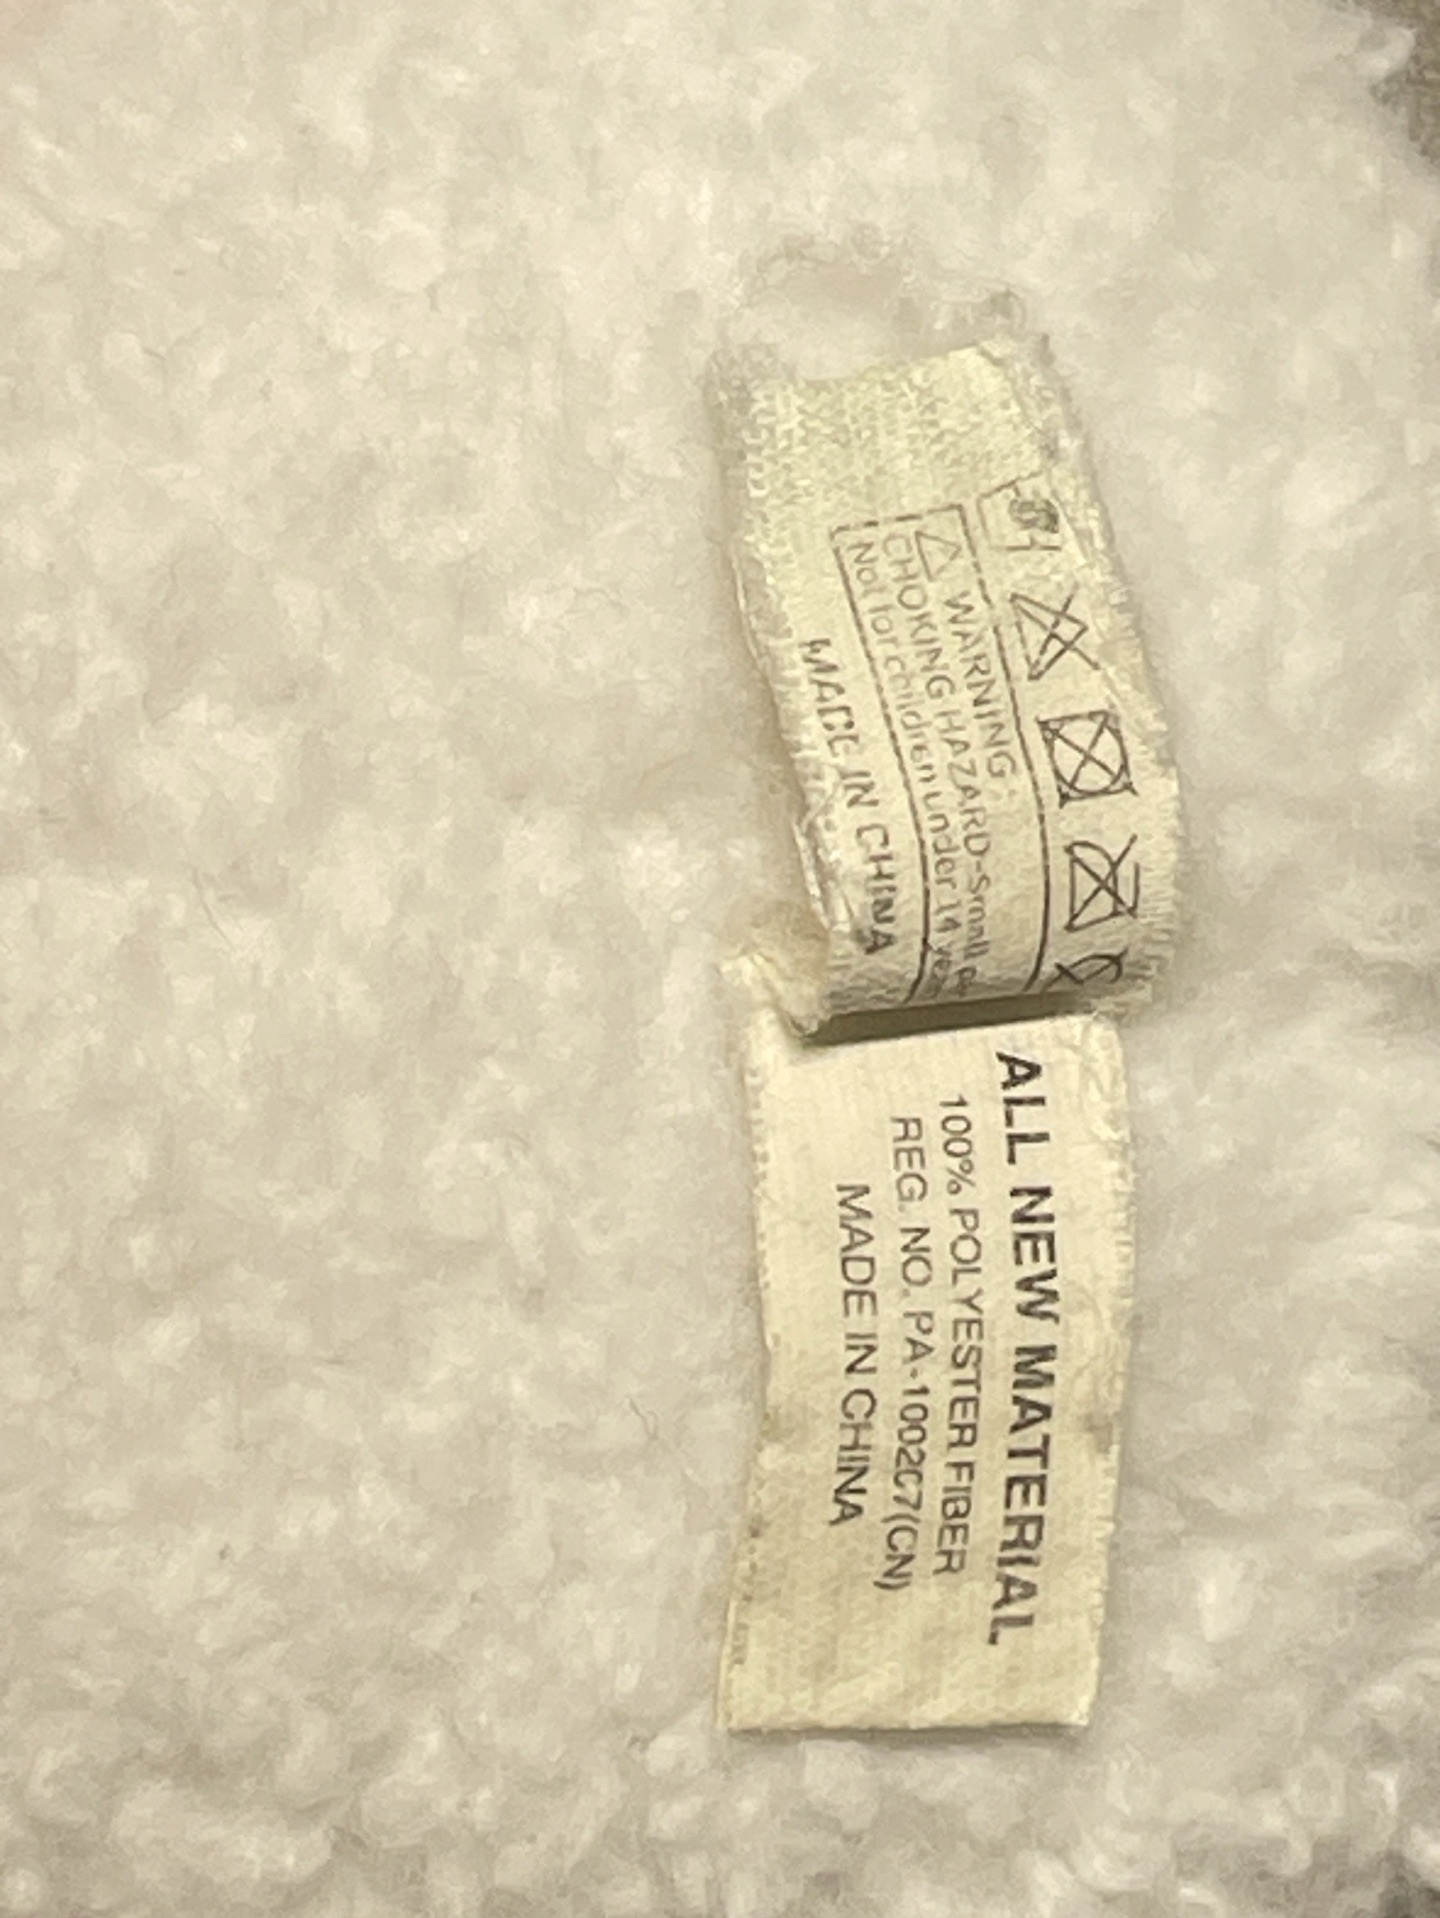 WARNING:
CHOKING HAZARD-Small
Not for children under 14
MADE IN CHINA
ALL NEW MATERIAL
100% POLYESTER FIBER
REG. NO. PA-100207(CN)
MADE IN CHINA